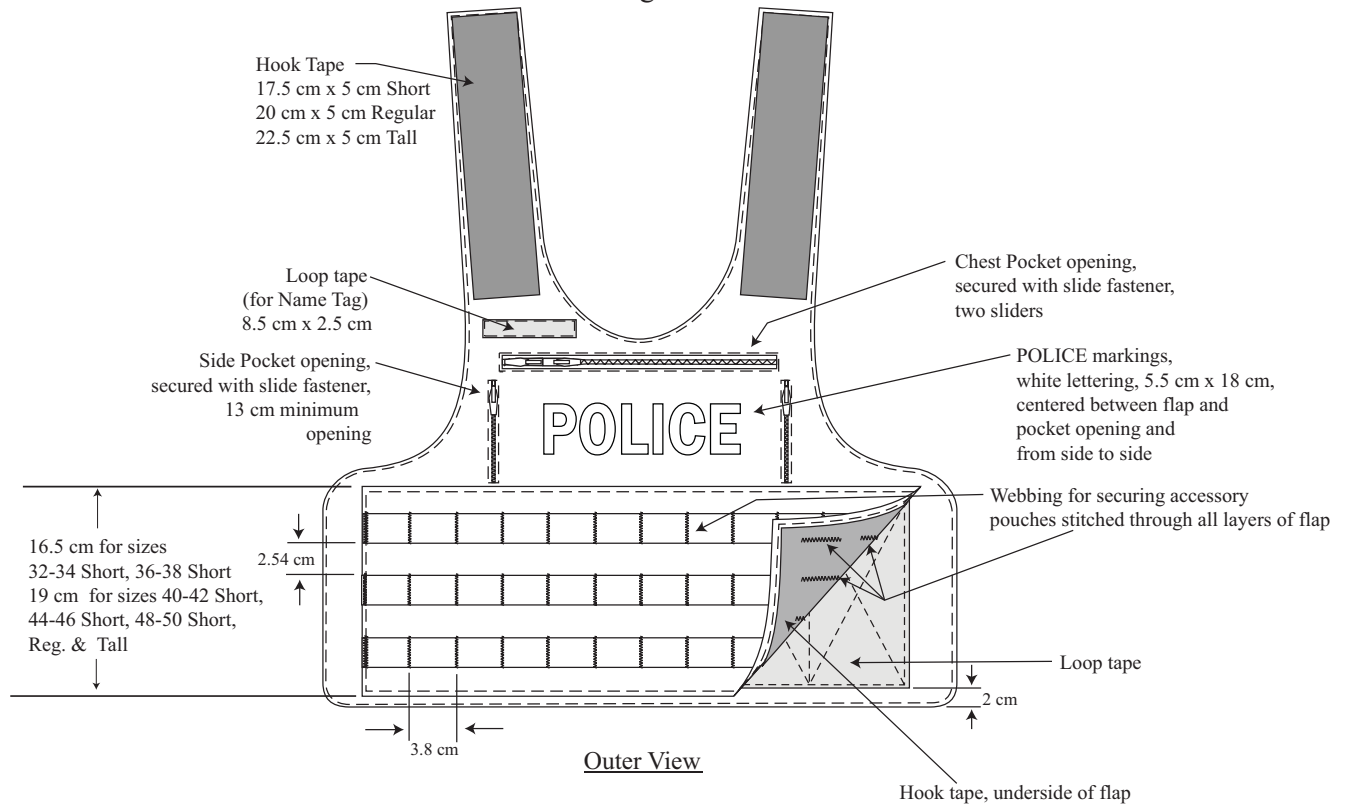 Hook Tape
17.5 cm x 5 cm Short
20 cm x 5 cm Regular
22.5 cm x 5 cm Tall
Loop tape
(for Name Tag)
8.5 cm x 2.5 cm
Side Pocket opening,
secured with slide fastener,
13 cm minimum
opening
Chest Pocket opening,
secured with slide fastener,
two sliders
POLICE markings,
white lettering, 5.5 cm x 18 cm,
centered between flap and
pocket opening and
from side to side
POLICE
Webbing for securing accessory
pouches stitched through all layers of flap
16.5 cm for sizes
32-34 Short, 36-38 Short
19 cm for sizes 40-42 Short,
44-46 Short, 48-50 Short,
Reg. & Tall
2.54 cm
Loop tape
2 cm
3.8 cm
Outer View
Hook tape, underside of flap